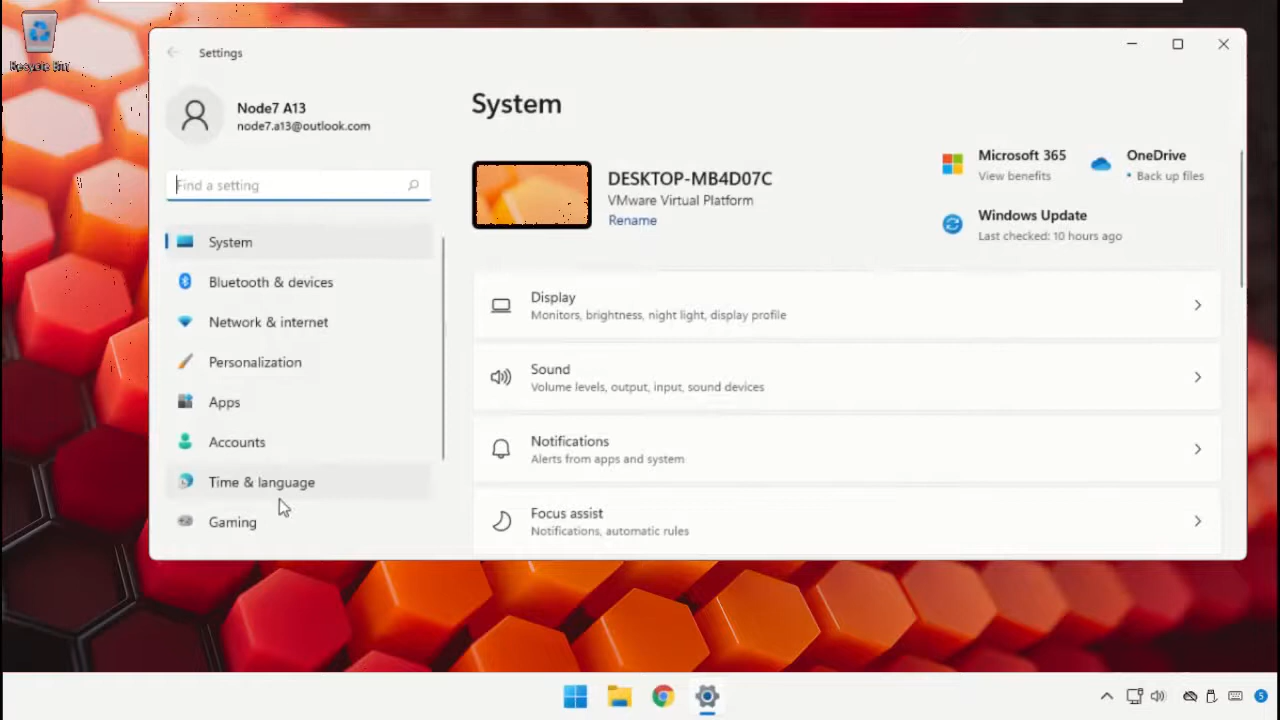 Recycle Bin
Settings
Node7 A13
node7.a13@outlook.com
Find a setting
System
Bluetooth & devices
Network & internet
Personalization
Apps
Accounts
Time & language
Gaming
System
DESKTOP-MB4D07C
VMware Virtual Platform
Rename
Microsoft 365
View benefits
OneDrive
• Back up files
Windows Update
Last checked: 10 hours ago
Display
Monitors, brightness, night light, display profile
Sound
Volume levels, output, input, sound devices
Notifications
Alerts from apps and system
Focus assist
Notifications, automatic rules
5